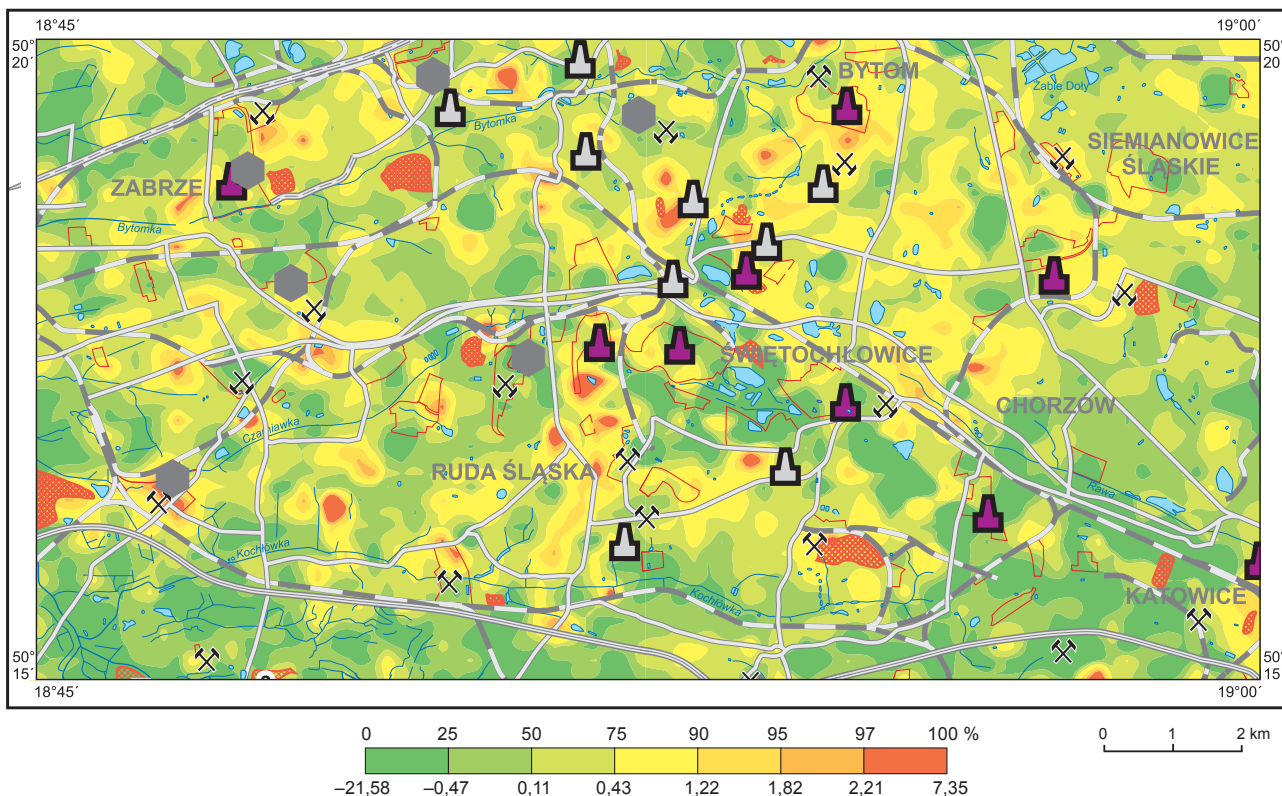 18°45´
19°00´
50°
20´
50°
20´
BYTOM
Żabie Doły
SIEMIANOWICE
ŚLĄSKIE
Bytomka
ZABRZE
Bytomka
ŚWIĘTOCHŁOWICE
CHORZÓW
Czarniawka
RUDA ŚLĄSKA
Rawa
Kochłówka
Kochłówka
KATOWICE
50°
15´
50°
15´
18°45´
19°00´
0 25 50 75 90 95 97 100 %
–21,58 –0,47 0,11 0,43 1,22 1,82 2,21 7,35
0 1 2 km